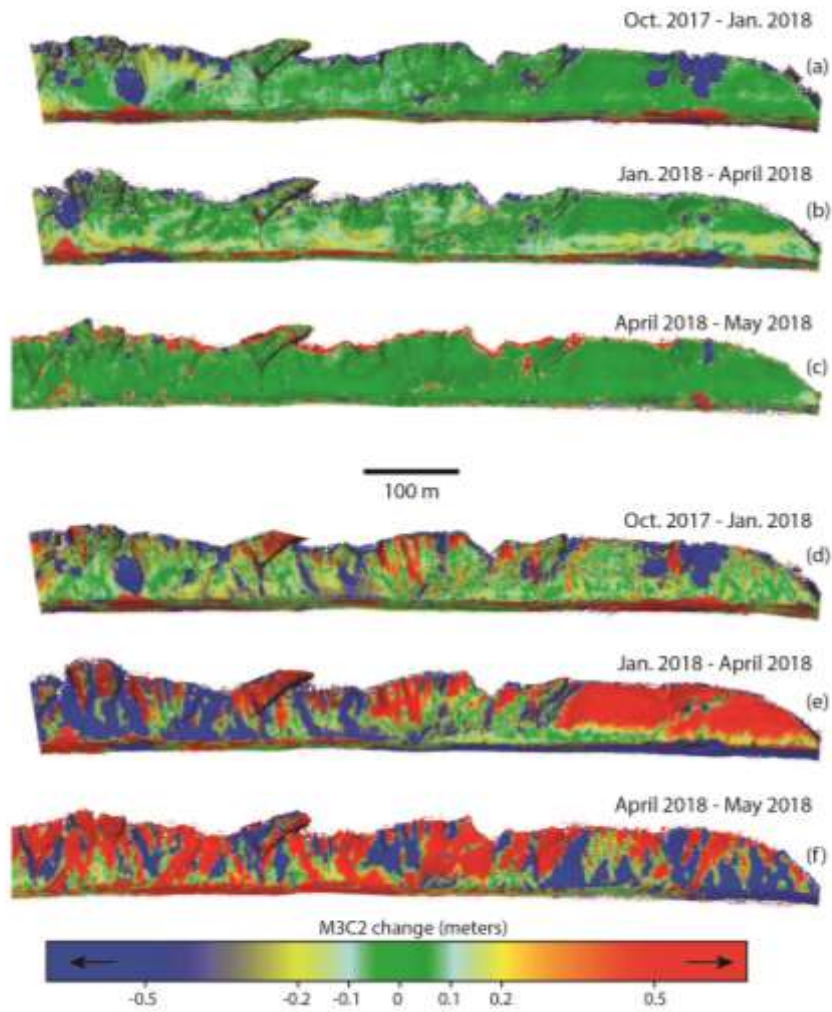 Oct. 2017 - Jan. 2018
(a)
Jan. 2018 - April 2018
(b)
April 2018 - May 2018
(c)
100 m
Oct. 2017 - Jan. 2018
(d)
Jan. 2018 - April 2018
(e)
April 2018 - May 2018
(f)
M3C2 change (meters)
-0.5 -0.2 -0.1 0 0.1 0.2 0.5